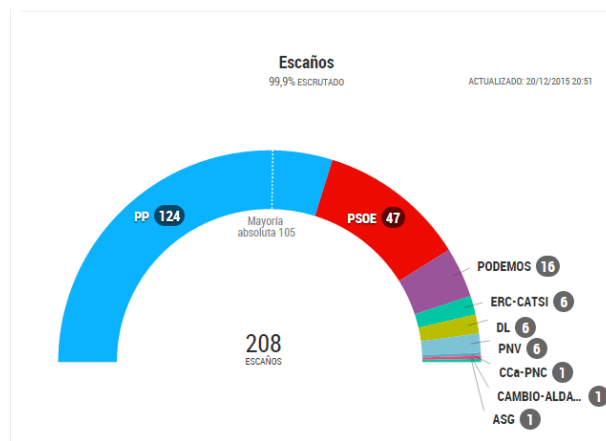 Escaños
99,9% ESCRUTADO
ACTUALIZADO: 20/12/2015 20:51
PP 124
Mayoría
absoluta 105
PSOE 47
PODEMOS 16
ERC-CATSI 6
DL 6
PNV 6
CCa-PNC 1
CAMBIO-ALDA... 1
ASG 1
208
ESCAÑOS